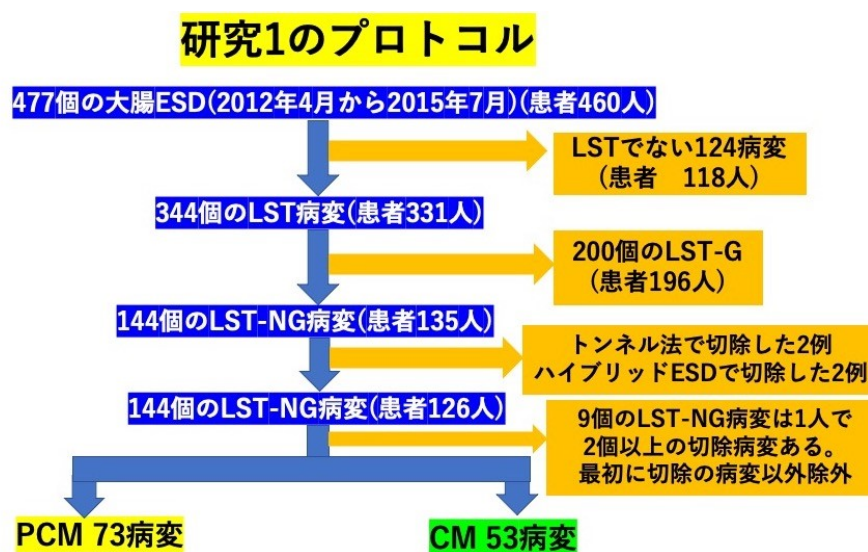 研究1のプロトコル
477個の大腸ESD(2012年4月から2015年7月)(患者460人)
LSTでない124病変
(患者　118人)
344個のLST病変(患者331人)
200個のLST-G
(患者196人)
144個のLST-NG病変(患者135人)
トンネル法で切除した2例
ハイブリッドESDで切除した2例
144個のLST-NG病変(患者126人)
9個のLST-NG病変は1人で
2個以上の切除病変ある。
最初に切除の病変以外除外
PCM 73病変
CM 53病変